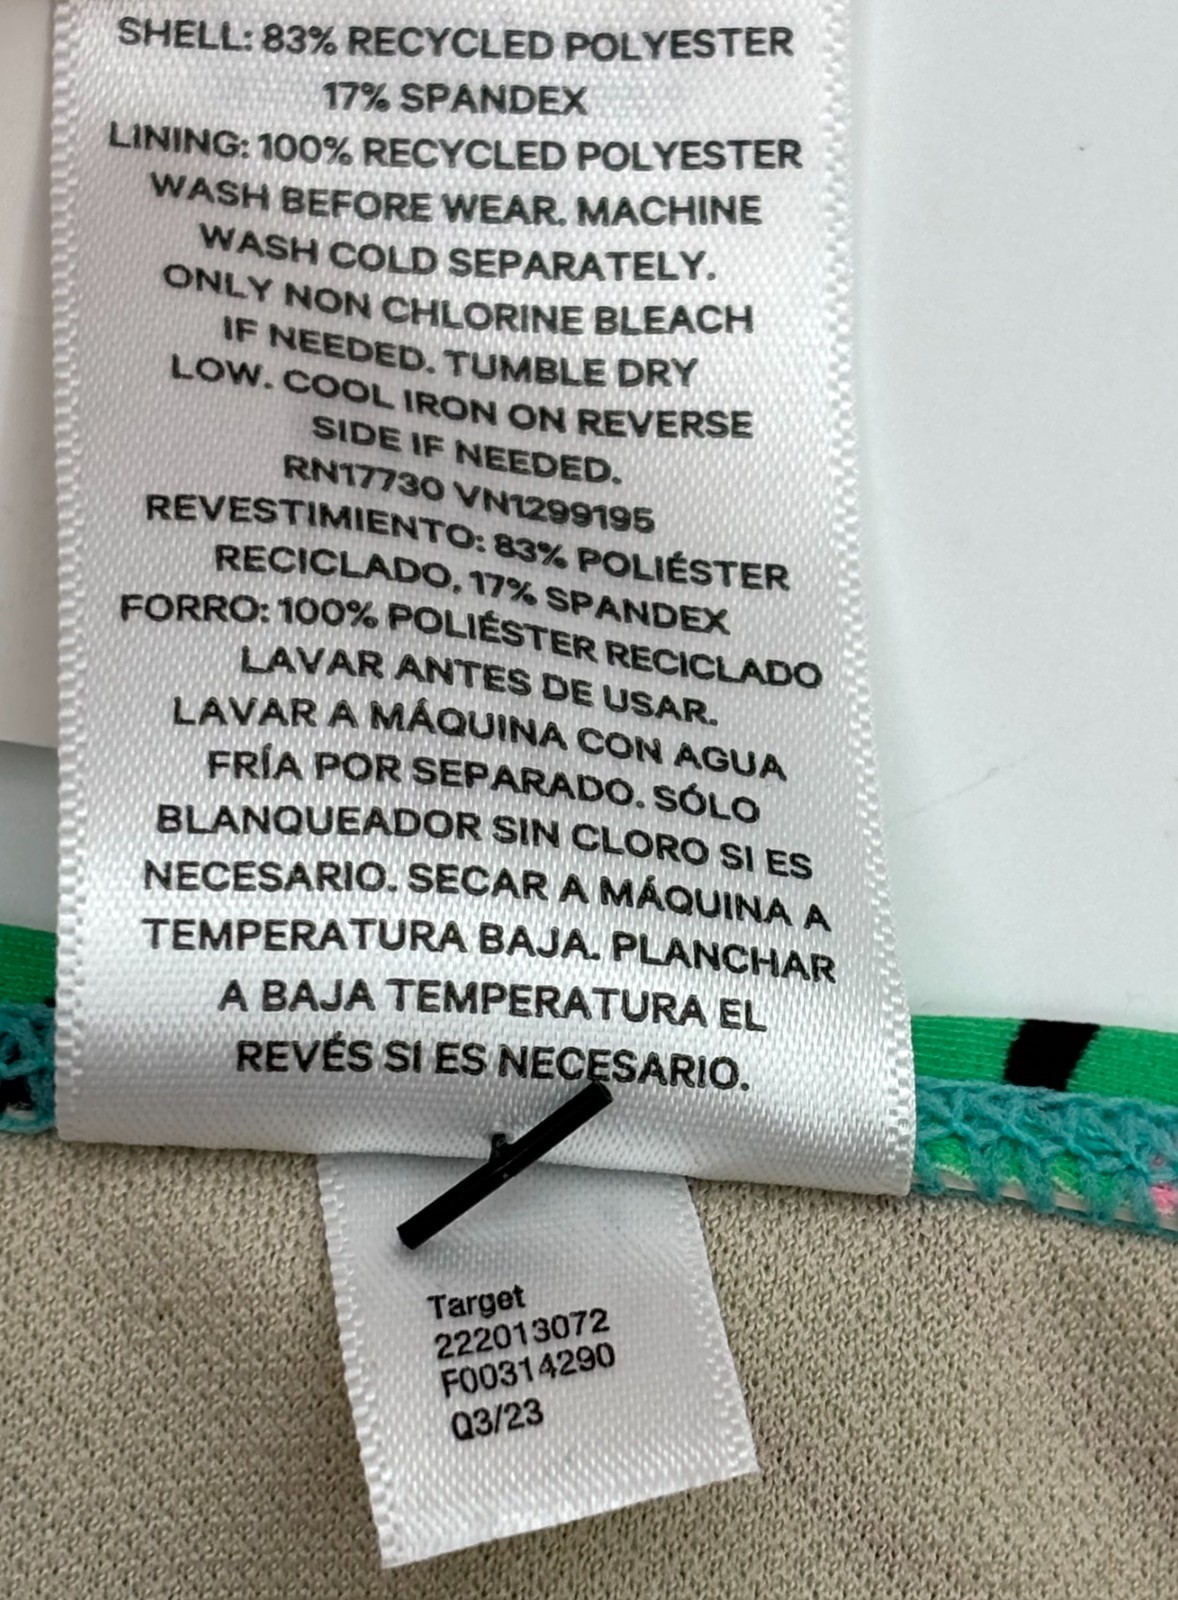 SHELL: 83% RECYCLED POLYESTER
17% SPANDEX
LINING: 100% RECYCLED POLYESTER
WASH BEFORE WEAR. MACHINE
WASH COLD SEPARATELY.
ONLY NON CHLORINE BLEACH
IF NEEDED. TUMBLE DRY
LOW. COOL IRON ON REVERSE
SIDE IF NEEDED.
RN17730 VN1299195
REVESTIMIENTO: 83% POLIÉSTER
RECICLADO, 17% SPANDEX
FORRO: 100% POLIÉSTER RECICLADO
LAVAR ANTES DE USAR.
LAVAR A MÁQUINA CON AGUA
FRÍA POR SEPARADO. SÓLO
BLANQUEADOR SIN CLORO SI ES
NECESARIO. SECAR A MÁQUINA A
TEMPERATURA BAJA. PLANCHAR
A BAJA TEMPERATURA EL
REVÉS SI ES NECESARIO.
Target
222013072
F00314290
Q3/23